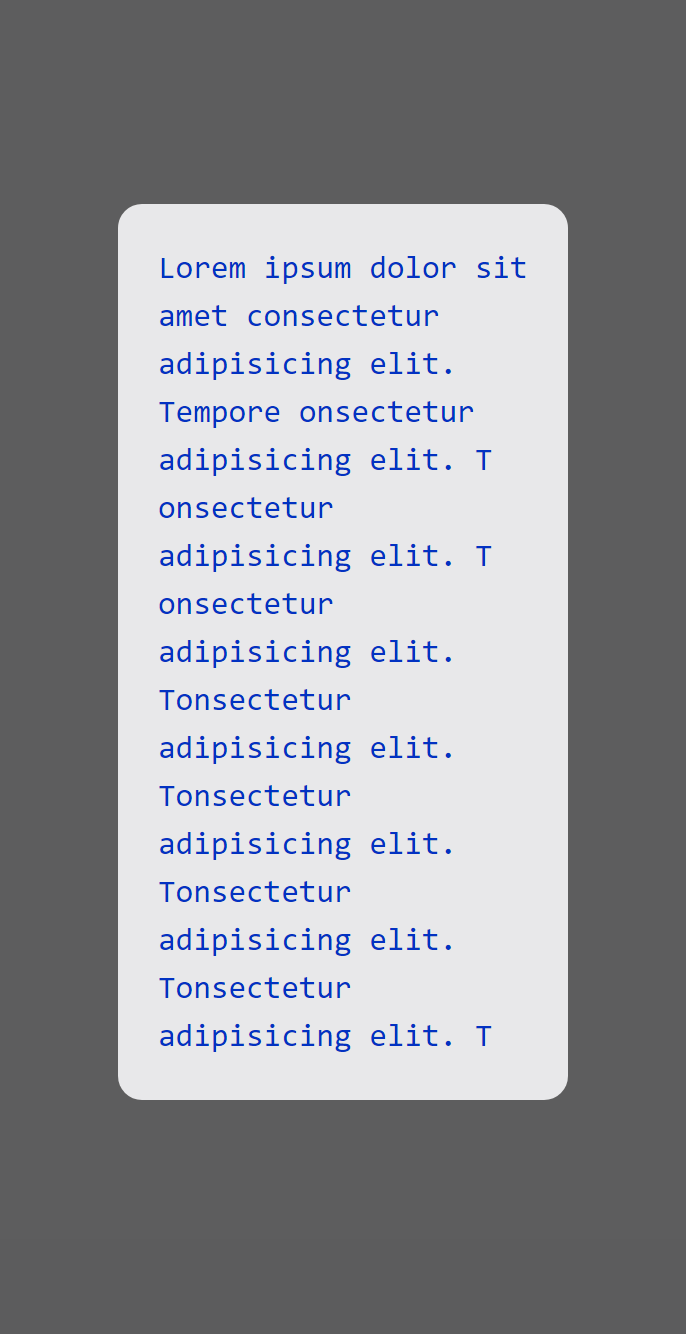 Lorem ipsum dolor sit
amet consectetur
adipisicing elit.
Tempore onsectetur
adipisicing elit. T
onsectetur
adipisicing elit. T
onsectetur
adipisicing elit.
Tonsectetur
adipisicing elit.
Tonsectetur
adipisicing elit.
Tonsectetur
adipisicing elit.
Tonsectetur
adipisicing elit. T